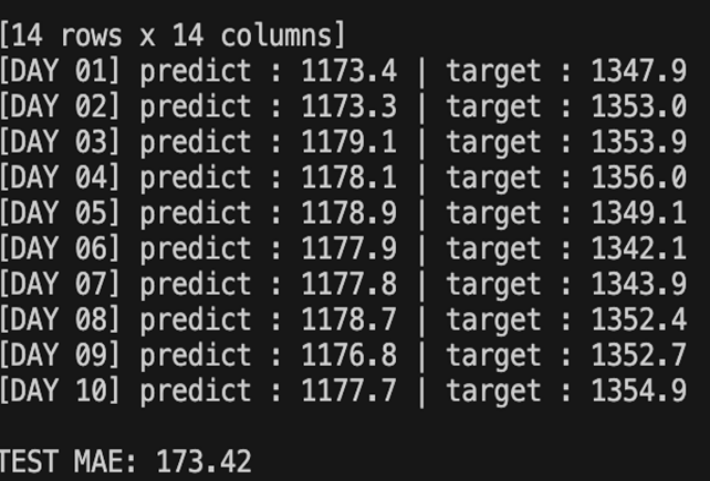 [14 rows x 14 columns]
[DAY 01] predict : 1173.4 | target : 1347.9
[DAY 02] predict : 1173.3 | target : 1353.0
[DAY 03] predict : 1179.1 | target : 1353.9
[DAY 04] predict : 1178.1 | target : 1356.0
[DAY 05] predict : 1178.9 | target : 1349.1
[DAY 06] predict : 1177.9 | target : 1342.1
[DAY 07] predict : 1177.8 | target : 1343.9
[DAY 08] predict : 1178.7 | target : 1352.4
[DAY 09] predict : 1176.8 | target : 1352.7
[DAY 10] predict : 1177.7 | target : 1354.9
TEST MAE: 173.42